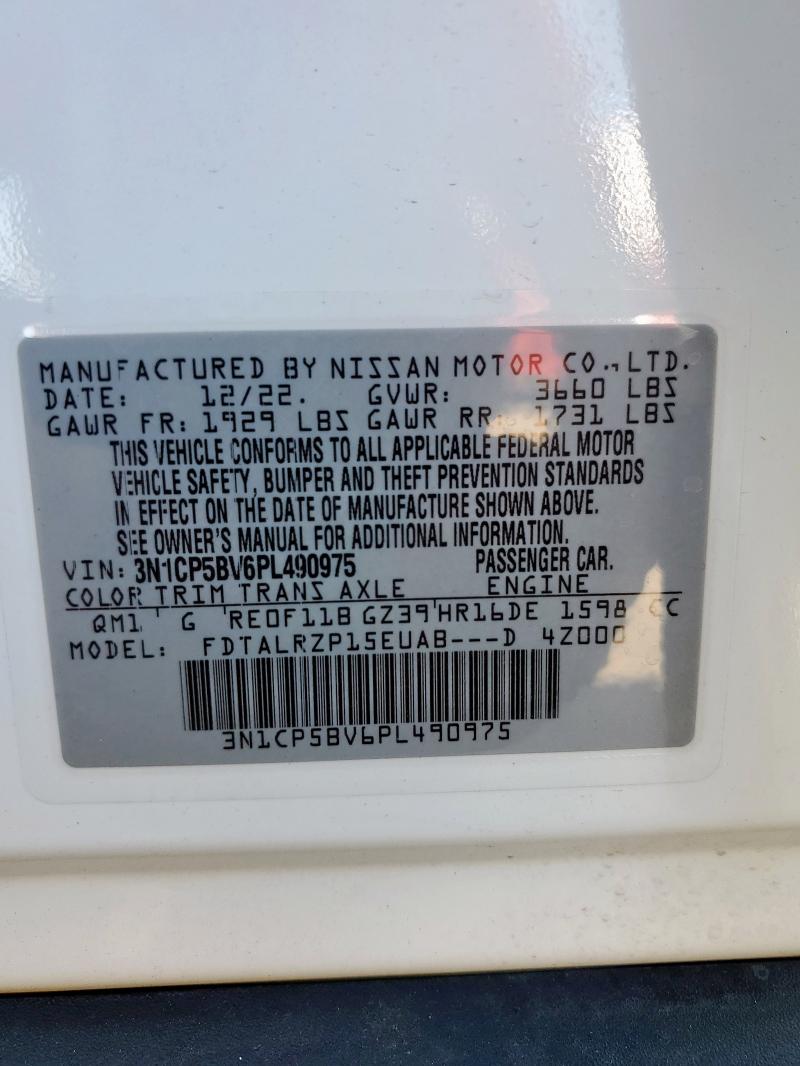 MANUFACTURED BY NISSAN MOTOR CO., LTD.
DATE: 12/22. GVWR: 3660 LBS
GAWR FR: 1929 LBS GAWR RR: 1731 LBS
THIS VEHICLE CONFORMS TO ALL APPLICABLE FEDERAL MOTOR
VEHICLE SAFETY, BUMPER AND THEFT PREVENTION STANDARDS
IN EFFECT ON THE DATE OF MANUFACTURE SHOWN ABOVE.
SEE OWNER'S MANUAL FOR ADDITIONAL INFORMATION.
VIN: 3N1CP5BV6PL490975 PASSENGER CAR.
COLOR TRIM TRANS AXLE ENGINE
QM1 G RE0F11B GZ39 HR16DE 1598 CC
MODEL: FDTALRZP15EUAB---D 4Z000
3N1CP5BV6PL490975